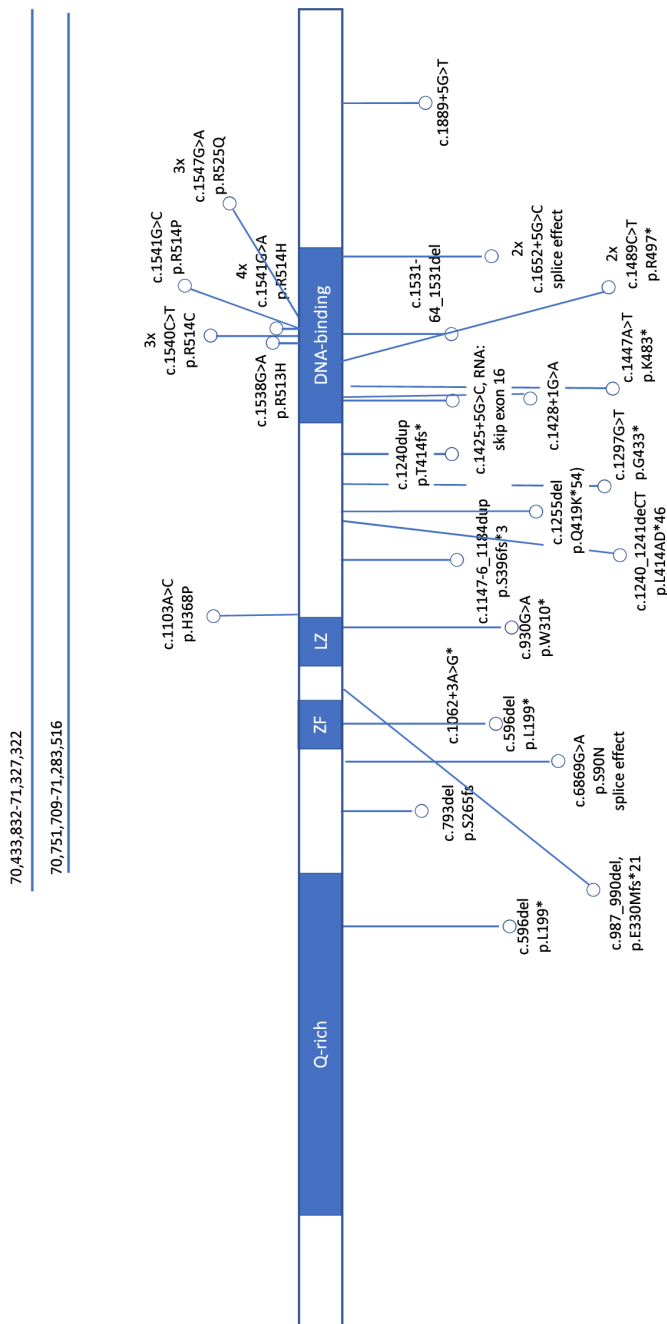 70,433,832-71,327,322
70,751,709-71,283,516
c.1103A>C
p.H368P
c.1538G>A
p.R513H
3x
c.1540C>T
p.R514C
c.1541G>C
p.R514P
4x
c.1541G>A
p.R514H
3x
c.1547G>A
p.R525Q
Q-rich
ZF
LZ
DNA-binding
c.596del
p.L199*
c.987_990del,
p.E330Mfs*21
c.793del
p.S265fs
c.6869G>A
p.S90N
splice effect
c.1062+3A>G*
c.596del
p.L199*
c.930G>A
p.W310*
c.1147-6_1184dup
p.S396fs*3
c.1240_1241deCT
p.L414AD*46
c.1255del
p.Q419K*54)
c.1297G>T
p.G433*
c.1240dup
p.T414fs*
c.1425+5G>C, RNA:
skip exon 16
c.1428+1G>A
c.1447A>T
p.K483*
c.1531-
64_1531del
2x
c.1489C>T
p.R497*
2x
c.1652+5G>C
splice effect
c.1889+5G>T